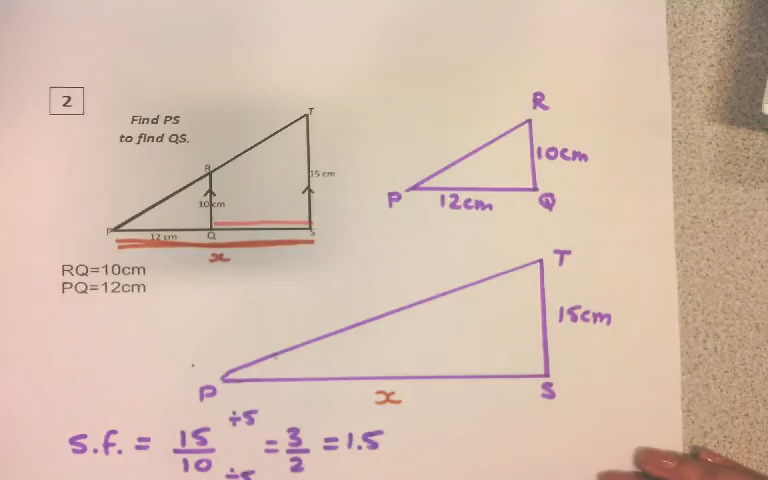 2
Find PS
to find QS.
T
R
15 cm
10 cm
P
12 cm
Q
S
x
RQ=10cm
PQ=12cm
R
10cm
P
12cm
Q
T
15cm
P
x
S
S.f. = 15/10 ÷5 ÷5 = 3/2 = 1.5